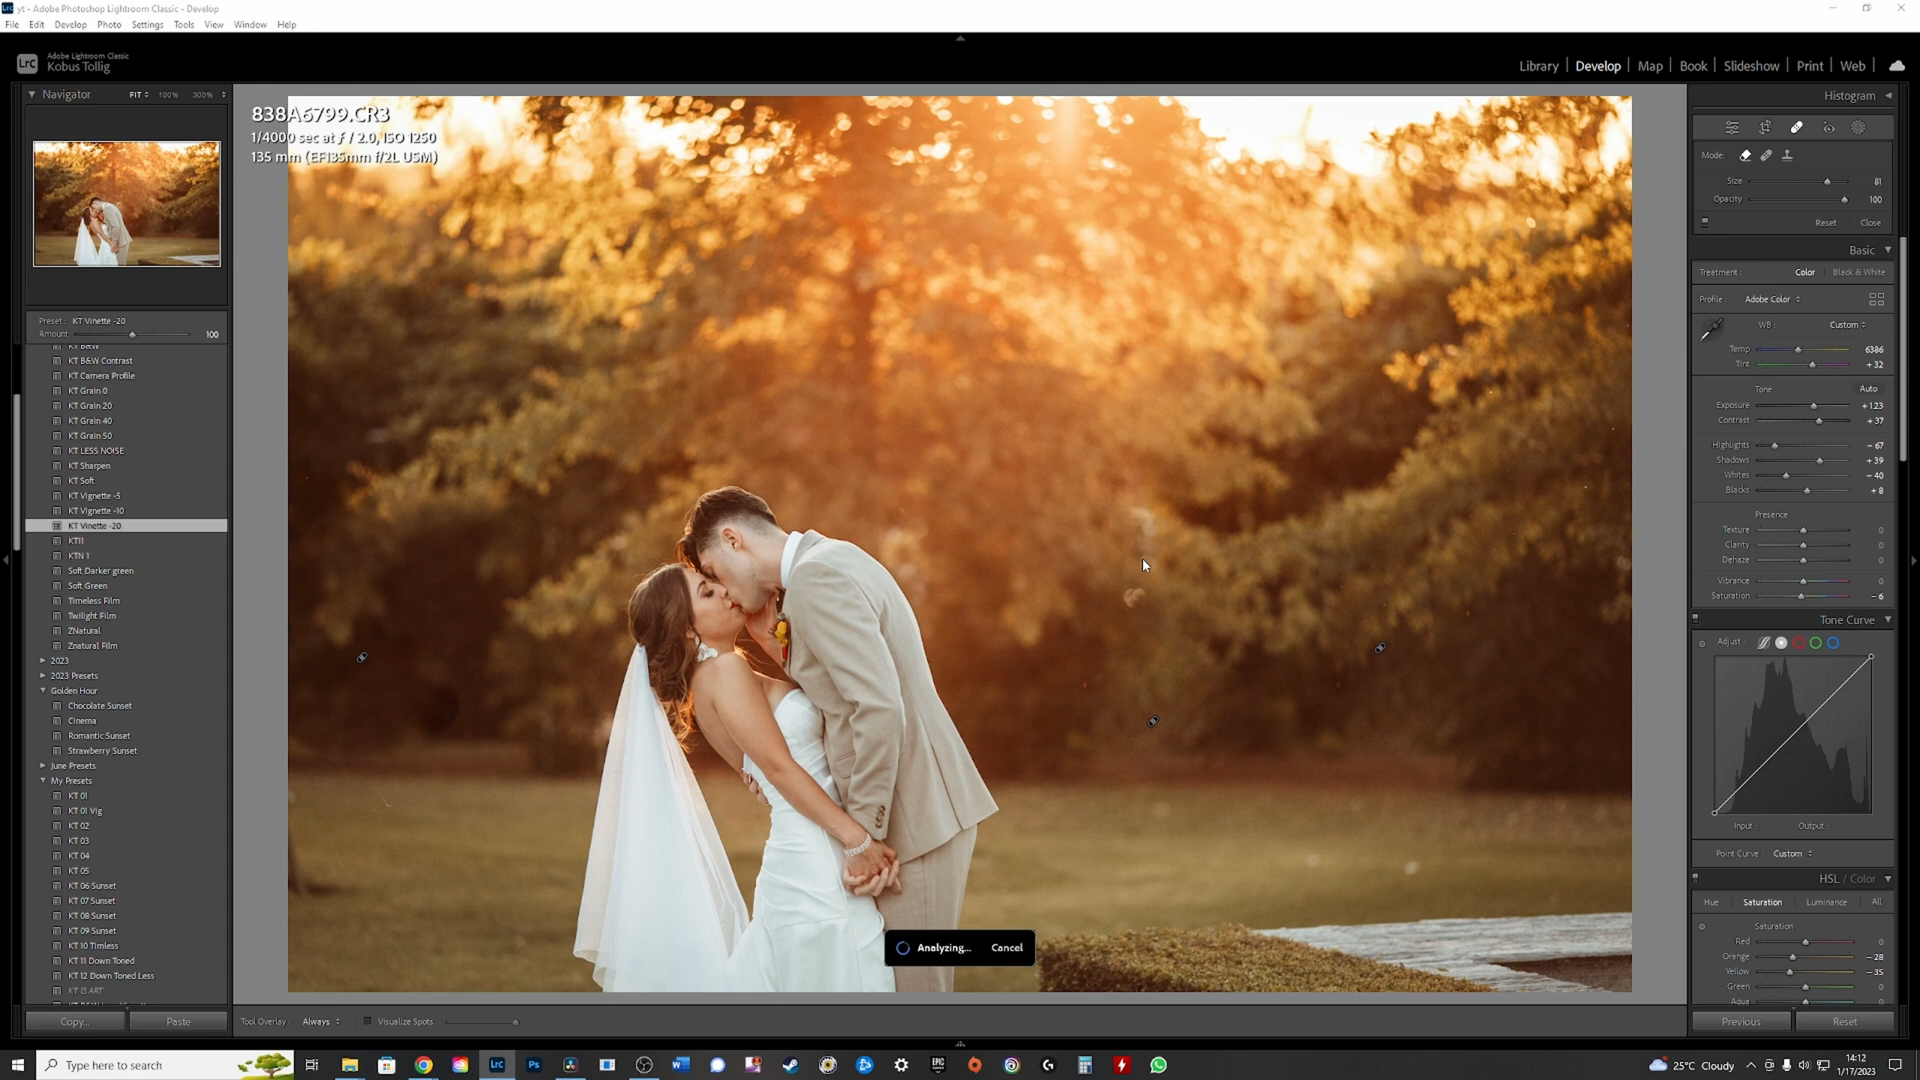 yt - Adobe Photoshop Lightroom Classic - Develop
File Edit Develop Photo Settings Tools View Window Help
LrC
Adobe Lightroom Classic
Kobus Tollig
Library Develop Map Book Slideshow Print Web
Navigator FIT 100% 300%
Preset : KT Vinette -20
Amount 100
KT B&W
KT B&W Contrast
KT Camera Profile
KT Grain 0
KT Grain 20
KT Grain 40
KT Grain 50
KT LESS NOISE
KT Sharpen
KT Soft
KT Vignette -5
KT Vignette -10
KT Vinette -20
KT11
KTN 1
Soft Darker green
Soft Green
Timeless Film
Twilight Film
ZNatural
Znatural Film
2023
2023 Presets
Golden Hour
Chocolate Sunset
Cinema
Romantic Sunset
Strawberry Sunset
June Presets
My Presets
KT 01
KT 01 Vig
KT 02
KT 03
KT 04
KT 05
KT 06 Sunset
KT 07 Sunset
KT 08 Sunset
KT 09 Sunset
KT 10 Timless
KT 11 Down Toned
KT 12 Down Toned Less
KT 13 ART
Copy... Paste
838A6799.CR3
1/4000 sec at f / 2.0, ISO 1250
135 mm (EF135mm f/2L USM)
Analyzing... Cancel
Tool Overlay : Always Visualize Spots
Histogram
Mode:
Size 81
Opacity 100
Reset Close
Basic
Treatment : Color Black & White
Profile : Adobe Color
WB : Custom
Temp 6386
Tint + 32
Tone Auto
Exposure + 1.23
Contrast + 37
Highlights - 67
Shadows + 39
Whites - 40
Blacks + 8
Presence
Texture 0
Clarity 0
Dehaze 0
Vibrance 0
Saturation - 6
Tone Curve
Adjust :
Input : Output :
Point Curve : Custom
HSL / Color
Hue Saturation Luminance All
Saturation
Red 0
Orange - 28
Yellow - 35
Green 0
Aqua 0
Previous Reset
Type here to search
LrC
Ps
EPIC
25°C Cloudy
14:12
1/17/2023